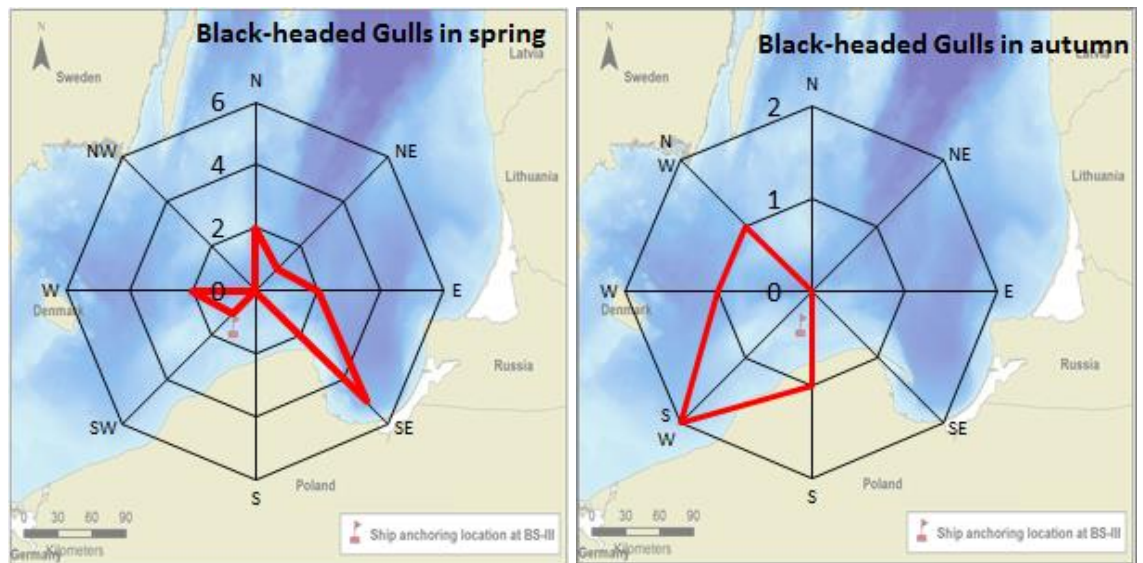 Black-headed Gulls in spring
N
Sweden
Latvia
N
6
NW
NE
4
Lithuania
2
W
0
E
Denmark
Russia
SW
SE
S
Poland
0 30 60 90
Kilometers
Germany
Ship anchoring location at BS-III
Black-headed Gulls in autumn
N
Sweden
Latvia
N
2
N
W
NE
1
Lithuania
W
0
E
Denmark
Russia
S
W
SE
S
Poland
0 30 60 90
Kilometers
Germany
Ship anchoring location at BS-III